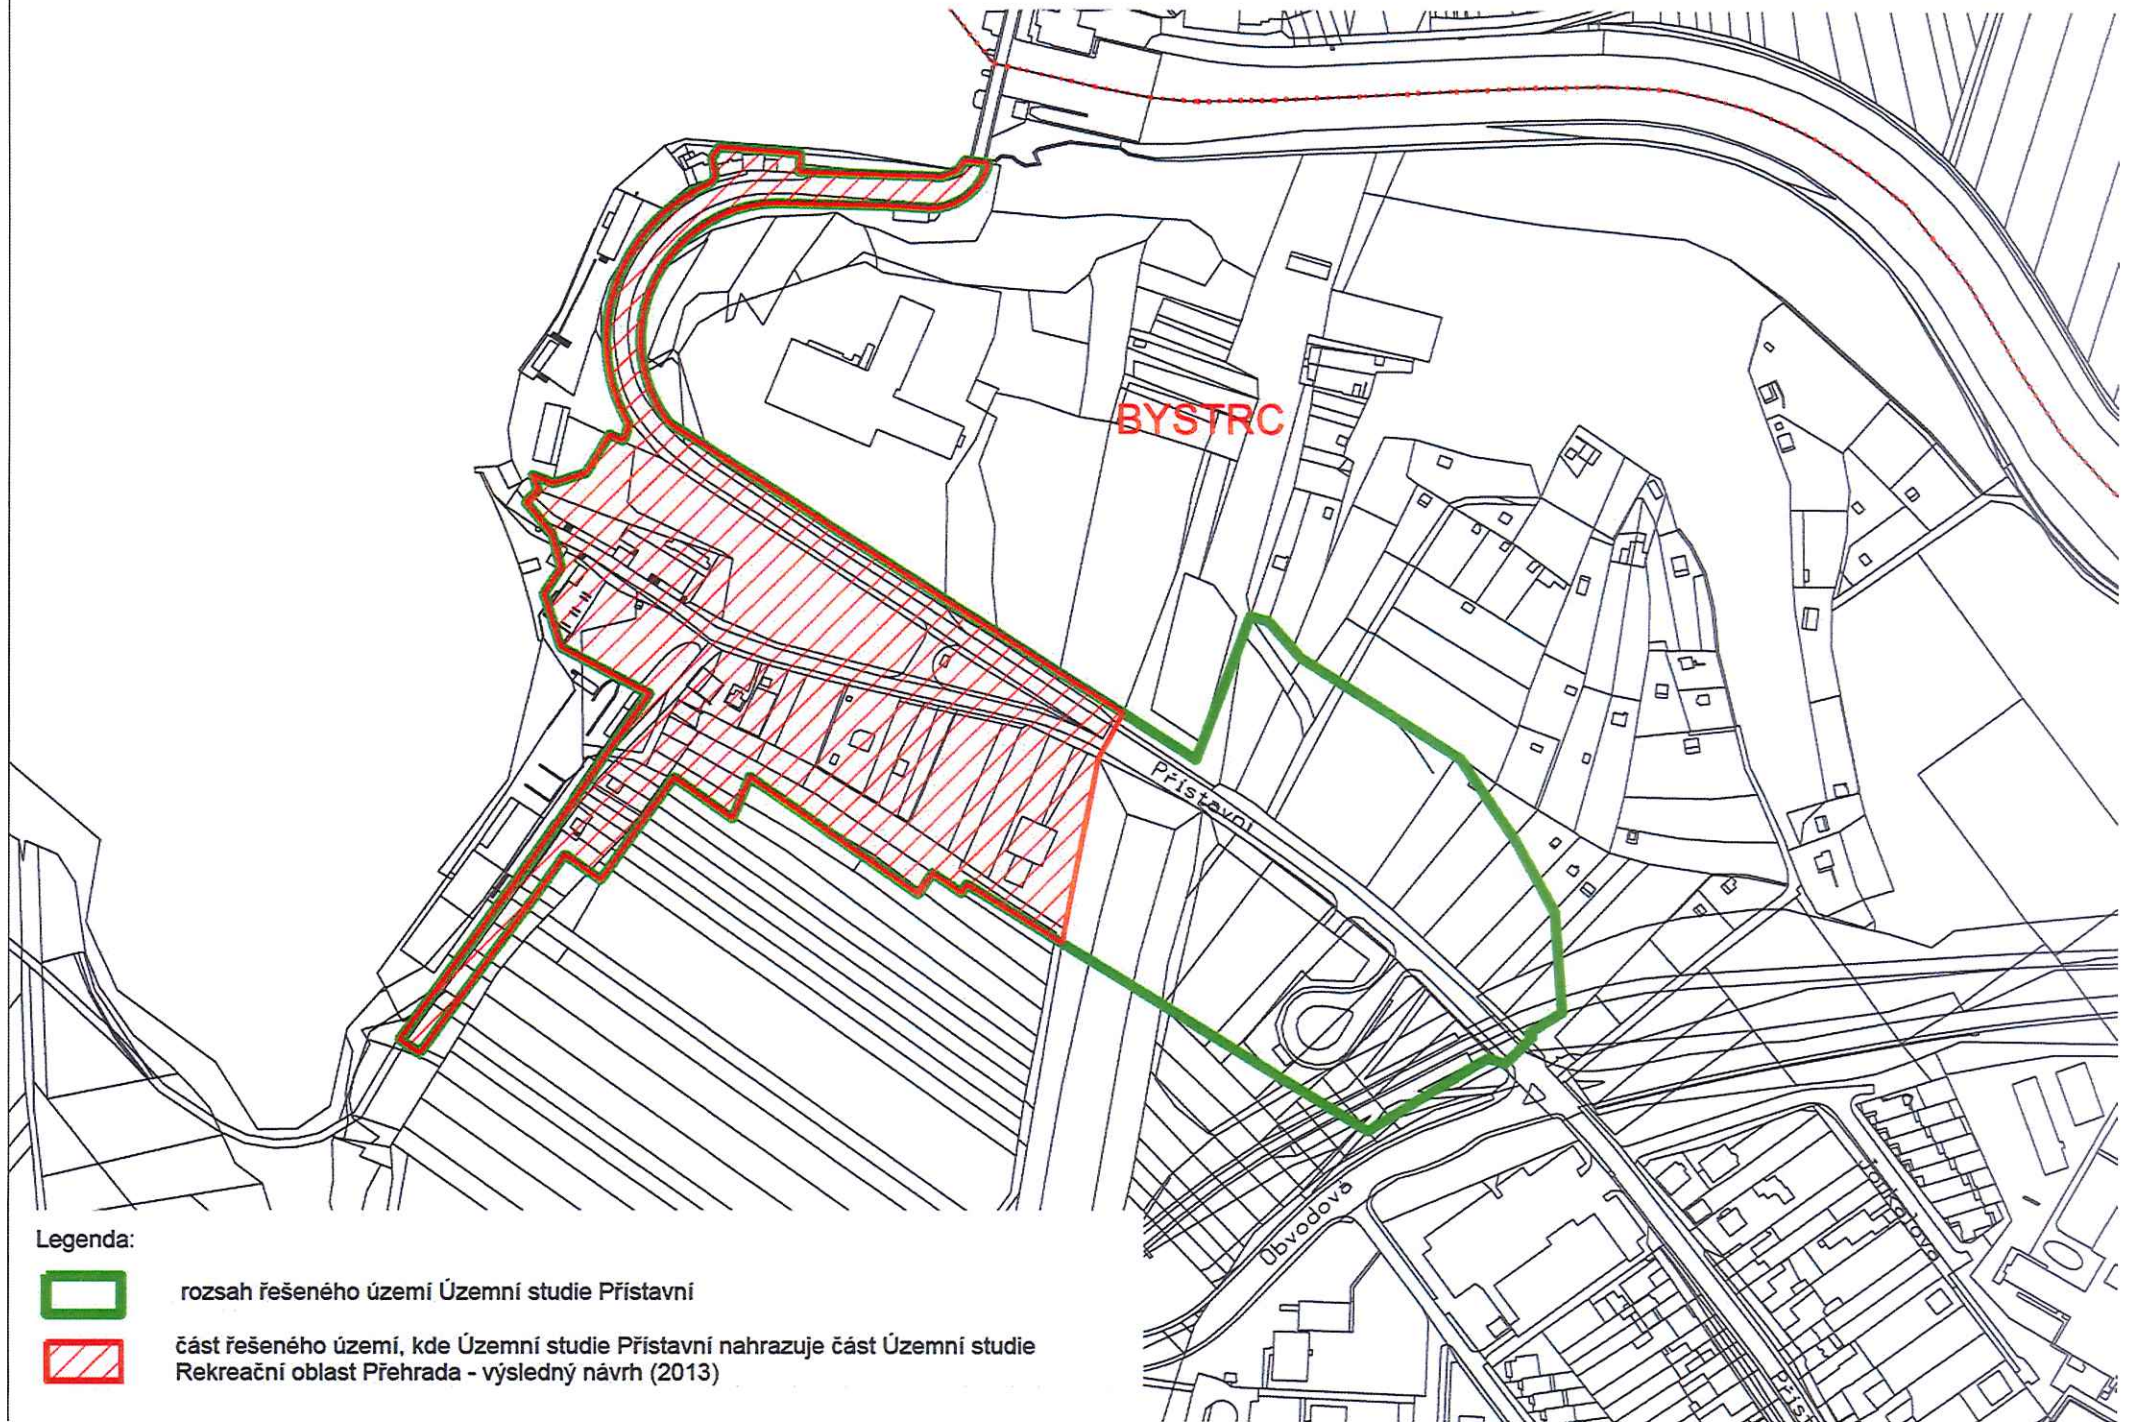 BYSTRC
Přístavní
Obvodová
Legenda:
rozsah řešeného území Územní studie Přístavní
část řešeného území, kde Územní studie Přístavní nahrazuje část Územní studie
Rekreační oblast Přehrada - výsledný návrh (2013)